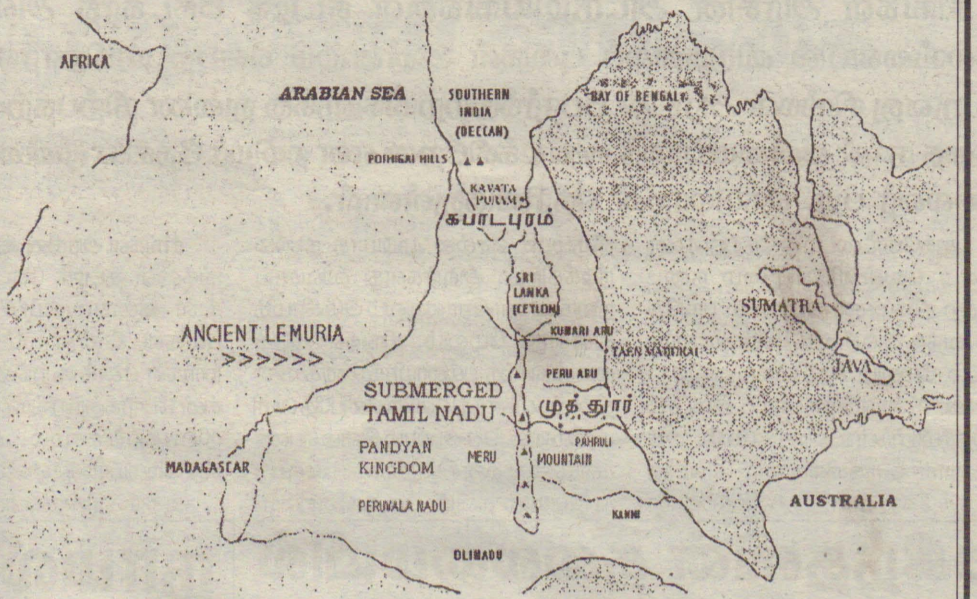 AFRICA
ARABIAN SEA
SOUTHERN
INDIA
(DECCAN)
BAY OF BENGAL
POTHIGAI HILLS
KAVATA
PURAM
கபாடபுரம்
SRI
LANKA
(CEYLON)
SUMATRA
ANCIENT LEMURIA
>>>>>>
KUMARI ARU
TAEN MADURAI
JAVA
PERU ARU
SUBMERGED
TAMIL NADU
முத்தூர்
PAHRULI
PANDYAN
KINGDOM
MERU
MOUNTAIN
MADAGASCAR
AUSTRALIA
PERUVALA NADU
KANNI
OLINADU